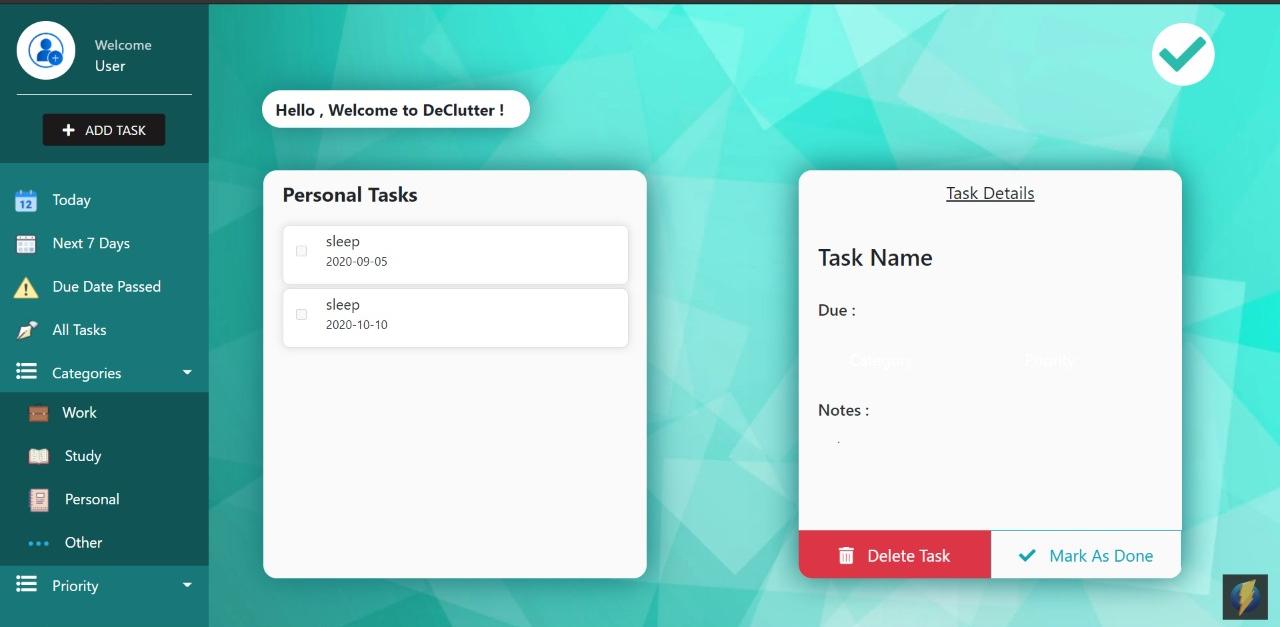 Welcome
User
ADD TASK
12
Today
Next 7 Days
Due Date Passed
All Tasks
Categories
Work
Study
Personal
Other
Priority
Hello , Welcome to DeClutter !
Personal Tasks
sleep
2020-09-05
sleep
2020-10-10
Task Details
Task Name
Due :
Category Priority
Notes :
.
Delete Task Mark As Done